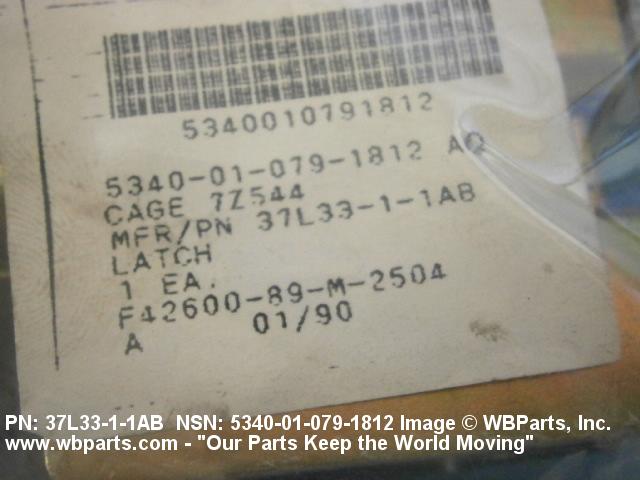 5340010791812
5340-01-079-1812 AQ
CAGE 7Z544
MFR/PN 37L33-1-1AB
LATCH
1 EA.
F42600-89-M-2504
A 01/90
PN: 37L33-1-1AB NSN: 5340-01-079-1812 Image © WBParts, Inc.
www.wbparts.com - "Our Parts Keep the World Moving"